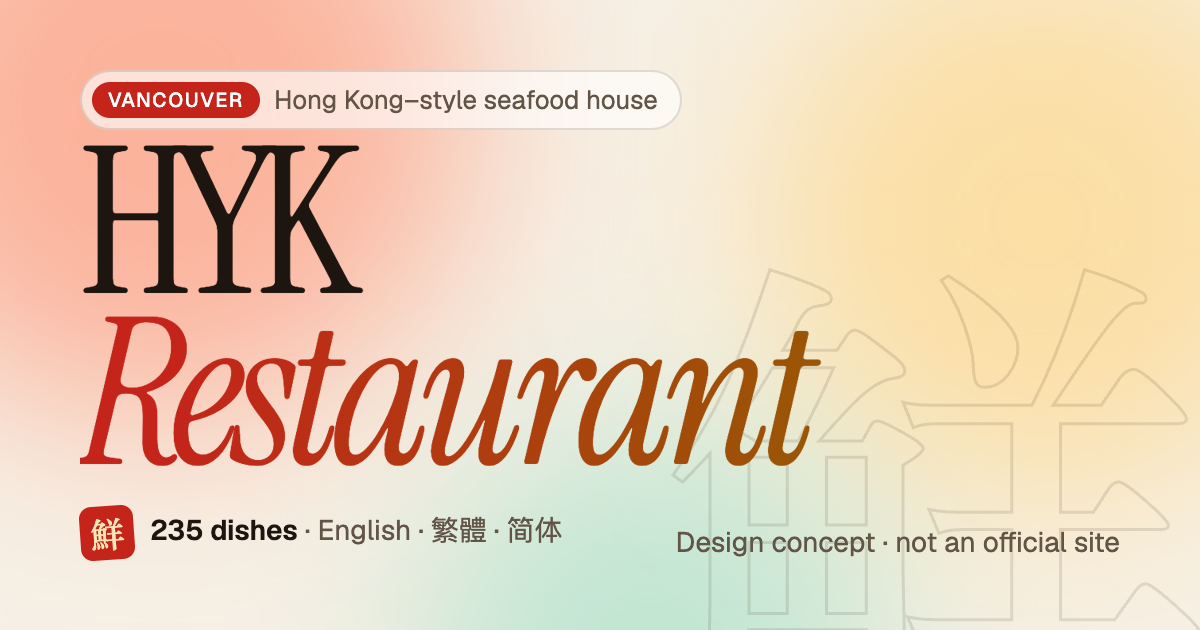 VANCOUVER Hong Kong–style seafood house
HYK
Restaurant
鮮 235 dishes · English · 繁體 · 简体
Design concept · not an official site
鮮